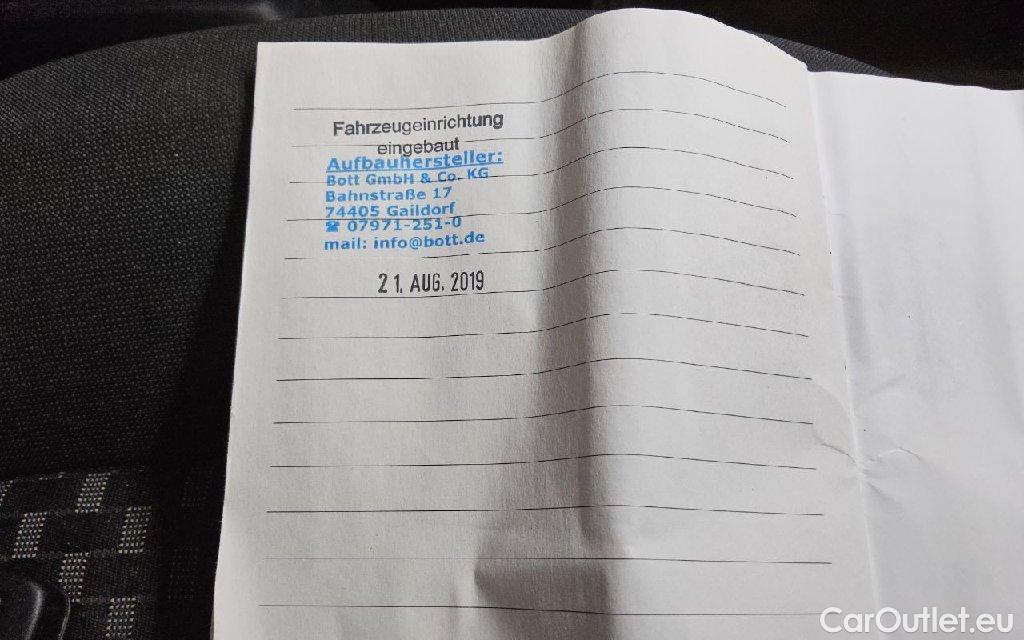 Fahrzeugeinrichtung
eingebaut
Aufbauhersteller:
Bott GmbH & Co. KG
Bahnstraße 17
74405 Gaildorf
☎ 07971-251-0
mail: info@bott.de
21. AUG. 2019
CarOutlet.eu